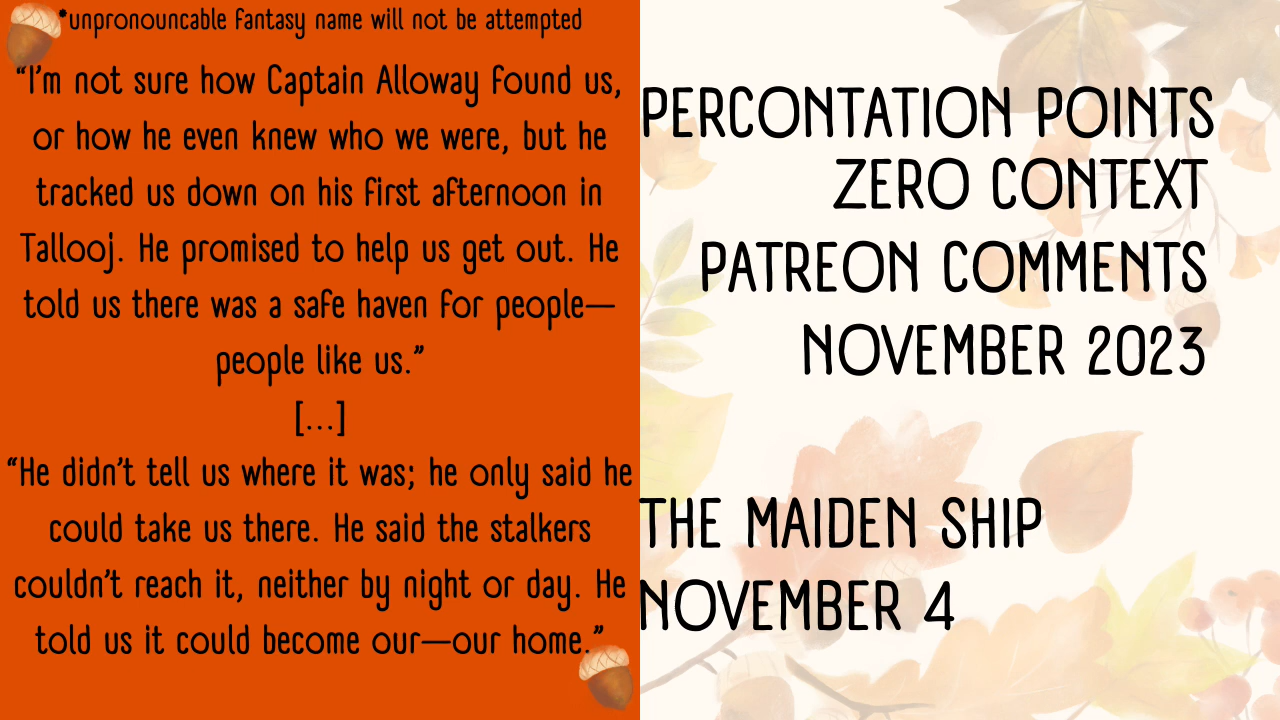 *unpronouncable fantasy name will not be attempted
“I’m not sure how Captain Alloway found us,
or how he even knew who we were, but he
tracked us down on his first afternoon in
Tallooj. He promised to help us get out. He
told us there was a safe haven for people—
people like us.”
[...]
“He didn’t tell us where it was; he only said he
could take us there. He said the stalkers
couldn’t reach it, neither by night or day. He
told us it could become our—our home.”
PERCONTATION POINTS
ZERO CONTEXT
PATREON COMMENTS
NOVEMBER 2023
THE MAIDEN SHIP
NOVEMBER 4